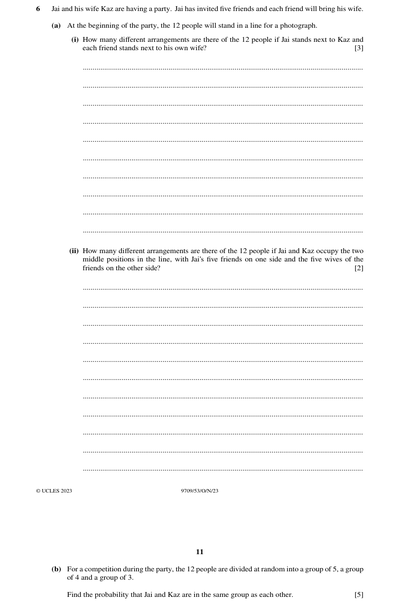 6 Jai and his wife Kaz are having a party. Jai has invited five friends and each friend will bring his wife.
(a) At the beginning of the party, the 12 people will stand in a line for a photograph.
(i) How many different arrangements are there of the 12 people if Jai stands next to Kaz and
each friend stands next to his own wife? [3]
(ii) How many different arrangements are there of the 12 people if Jai and Kaz occupy the two
middle positions in the line, with Jai's five friends on one side and the five wives of the
friends on the other side? [2]
© UCLES 2023 9709/53/O/N/23
11
(b) For a competition during the party, the 12 people are divided at random into a group of 5, a group
of 4 and a group of 3.
Find the probability that Jai and Kaz are in the same group as each other. [5]